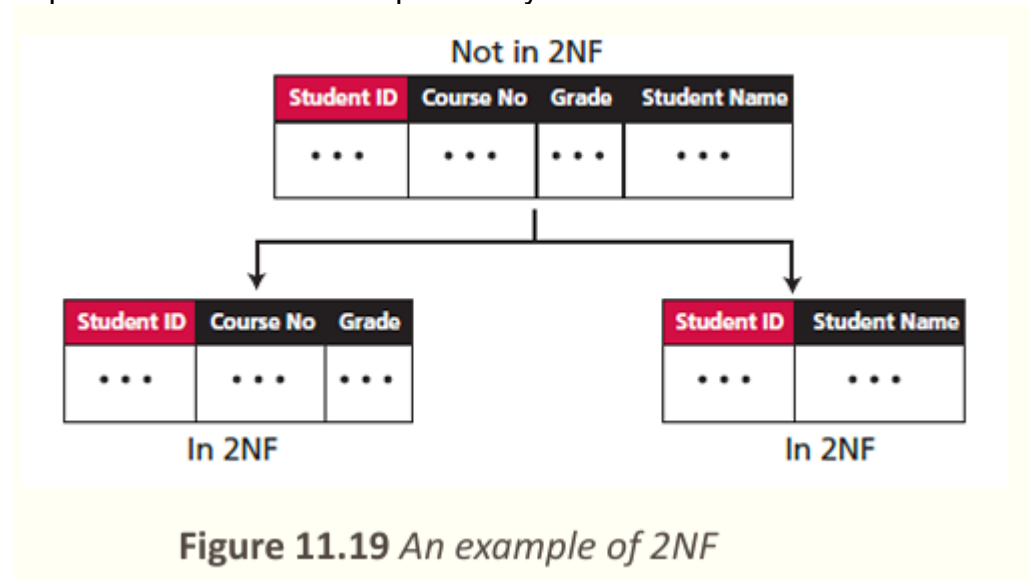 Not in 2NF
Student ID Course No Grade Student Name
• • • • • • • • • • • •
Student ID Course No Grade
• • • • • • • • •
In 2NF
Student ID Student Name
• • • • • •
In 2NF
Figure 11.19 An example of 2NF